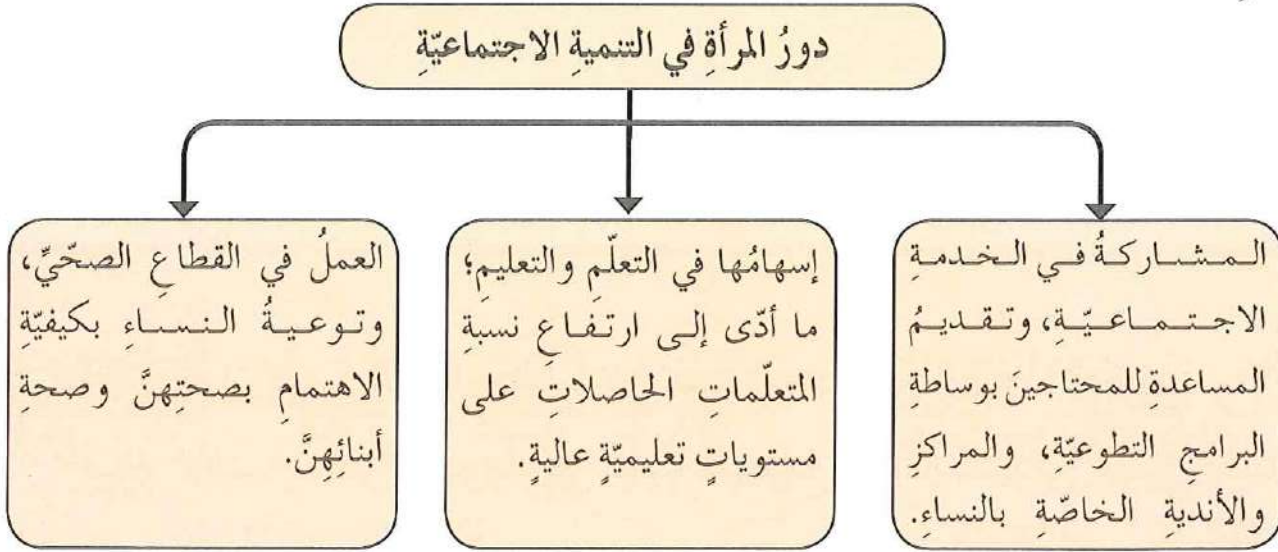 دورُ المرأةِ في التنميةِ الاجتماعيّةِ
المشاركةُ في الخدمةِ
الاجتماعيّةِ، وتقديمُ
المساعدةِ للمحتاجينَ بوساطةِ
البرامجِ التطوعيّةِ، والمراكزِ
والأنديةِ الخاصّةِ بالنساءِ.
إسهامُها في التعلّمِ والتعليمِ؛
ما أدّى إلى ارتفاعِ نسبةِ
المتعلّماتِ الحاصلاتِ على
مستوياتٍ تعليميّةٍ عاليةٍ.
العملُ في القطاعِ الصحّيِّ،
وتوعيةُ النساءِ بكيفيّةِ
الاهتمامِ بصحتِهنَّ وصحةِ
أبنائِهِنَّ.